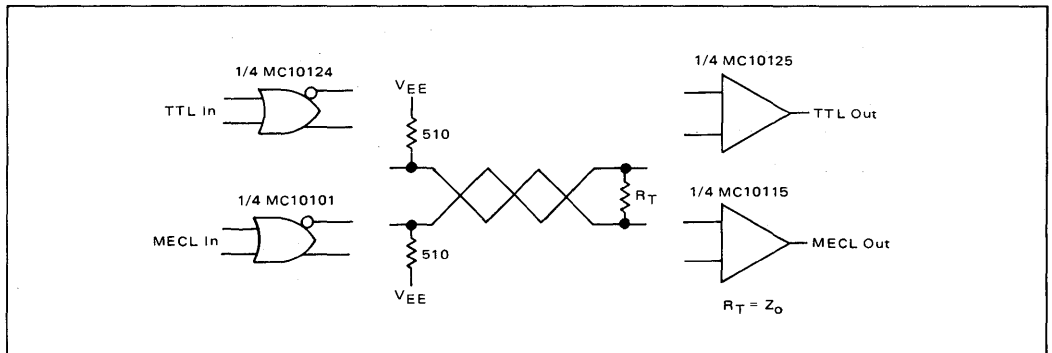 1/4 MC10124
TTL In
VEE
510
1/4 MC10125
TTL Out
1/4 MC10101
MECL In
510
VEE
RT
1/4 MC10115
MECL Out
RT = Zo